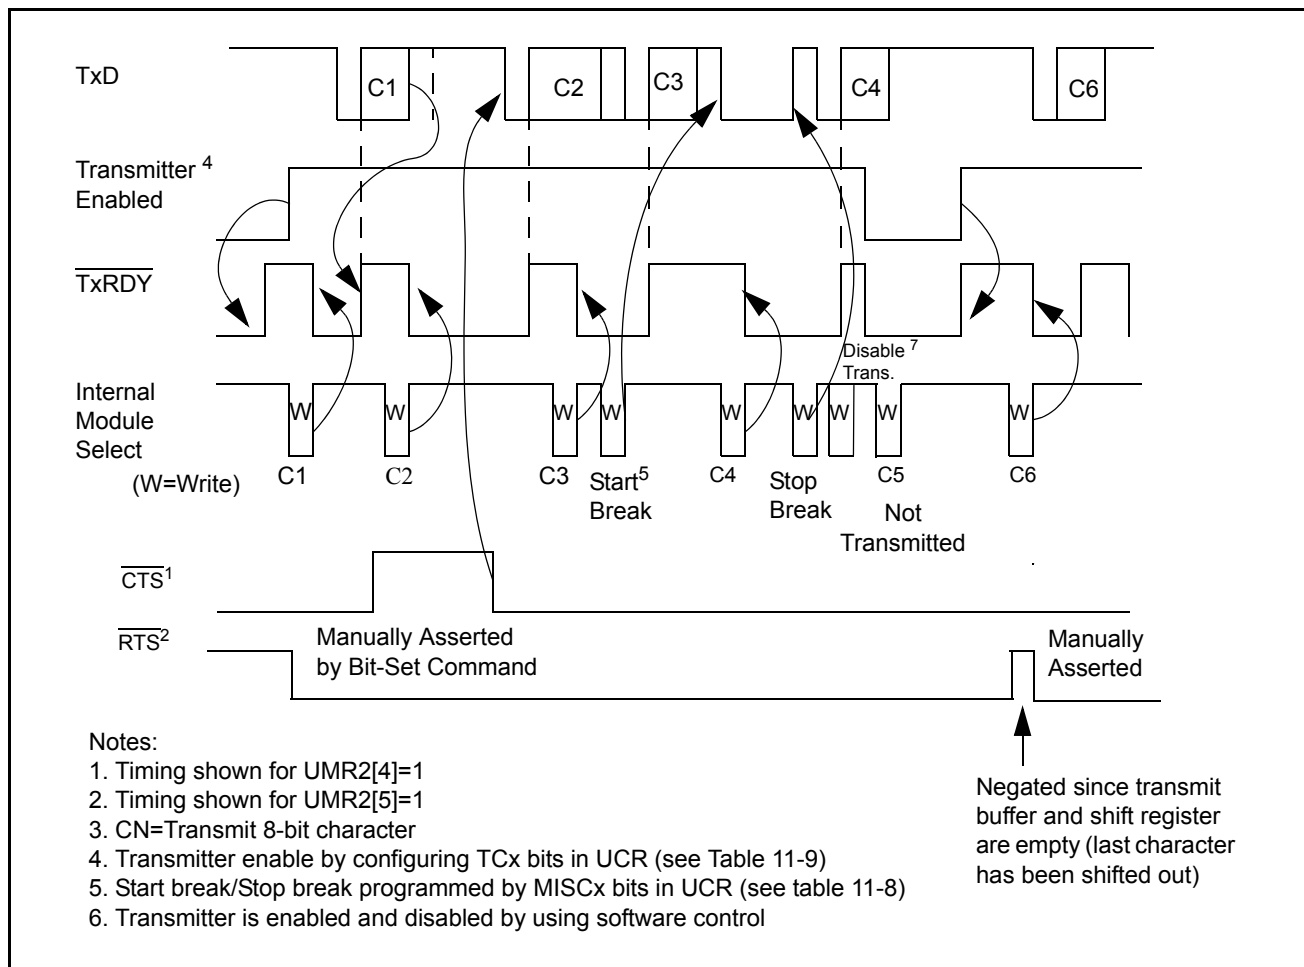 TxD
C1
C2
C3
C4
C6
Transmitter 4
Enabled
TxRDY
Disable 7
Trans.
Internal
Module
Select
(W=Write)
W
W
W
W
W
W
W
W
W
C1
C2
C3
Start5
Break
C4
Stop
Break
C5
Not
Transmitted
C6
CTS1
RTS2
Manually Asserted
by Bit-Set Command
Manually
Asserted
Notes:
1. Timing shown for UMR2[4]=1
2. Timing shown for UMR2[5]=1
3. CN=Transmit 8-bit character
4. Transmitter enable by configuring TCx bits in UCR (see Table 11-9)
5. Start break/Stop break programmed by MISCx bits in UCR (see table 11-8)
6. Transmitter is enabled and disabled by using software control
Negated since transmit
buffer and shift register
are empty (last character
has been shifted out)